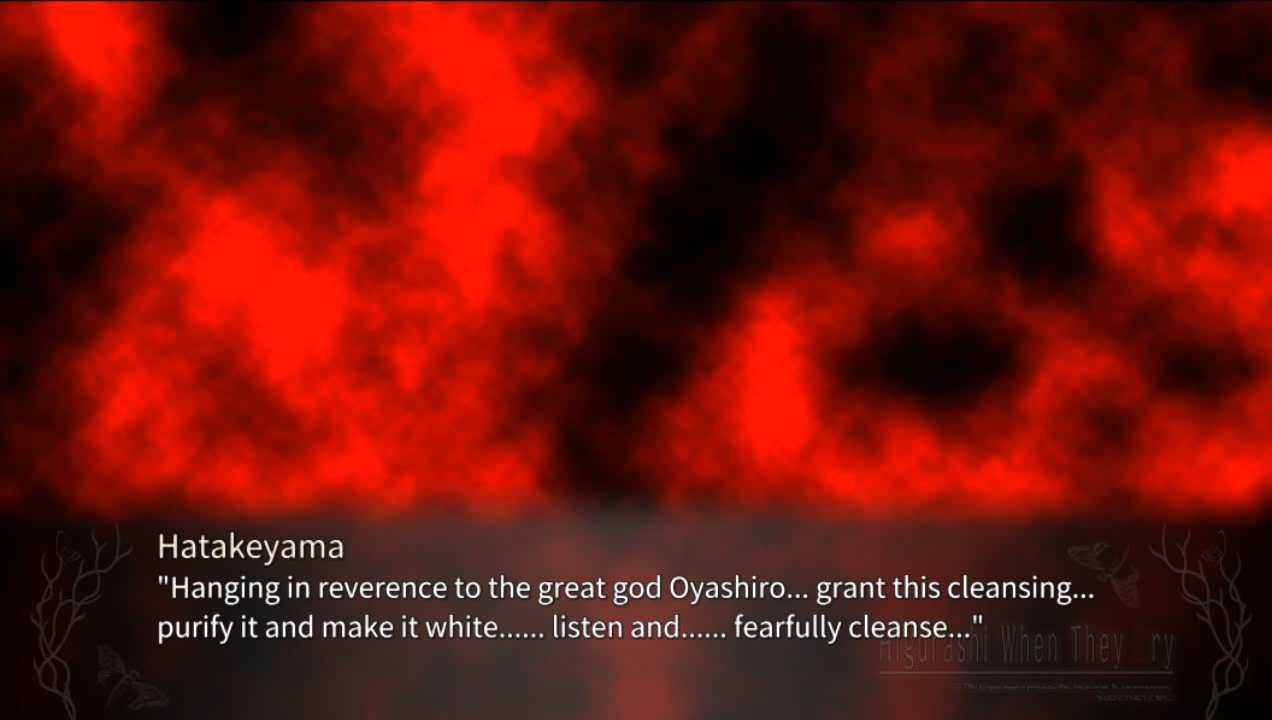 Hatakeyama
"Hanging in reverence to the great god Oyashiro... grant this cleansing...
purify it and make it white...... listen and...... fearfully cleanse..."
Higurashi When They Cry